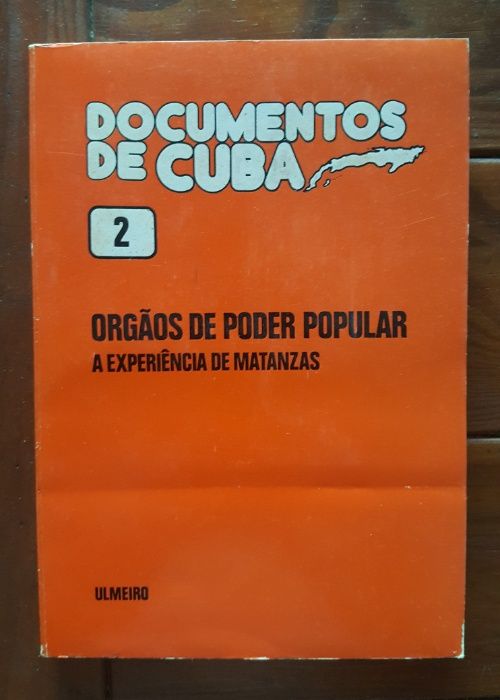 DOCUMENTOS
DE CUBA
2
ORGÃOS DE PODER POPULAR
A EXPERIÊNCIA DE MATANZAS
ULMEIRO